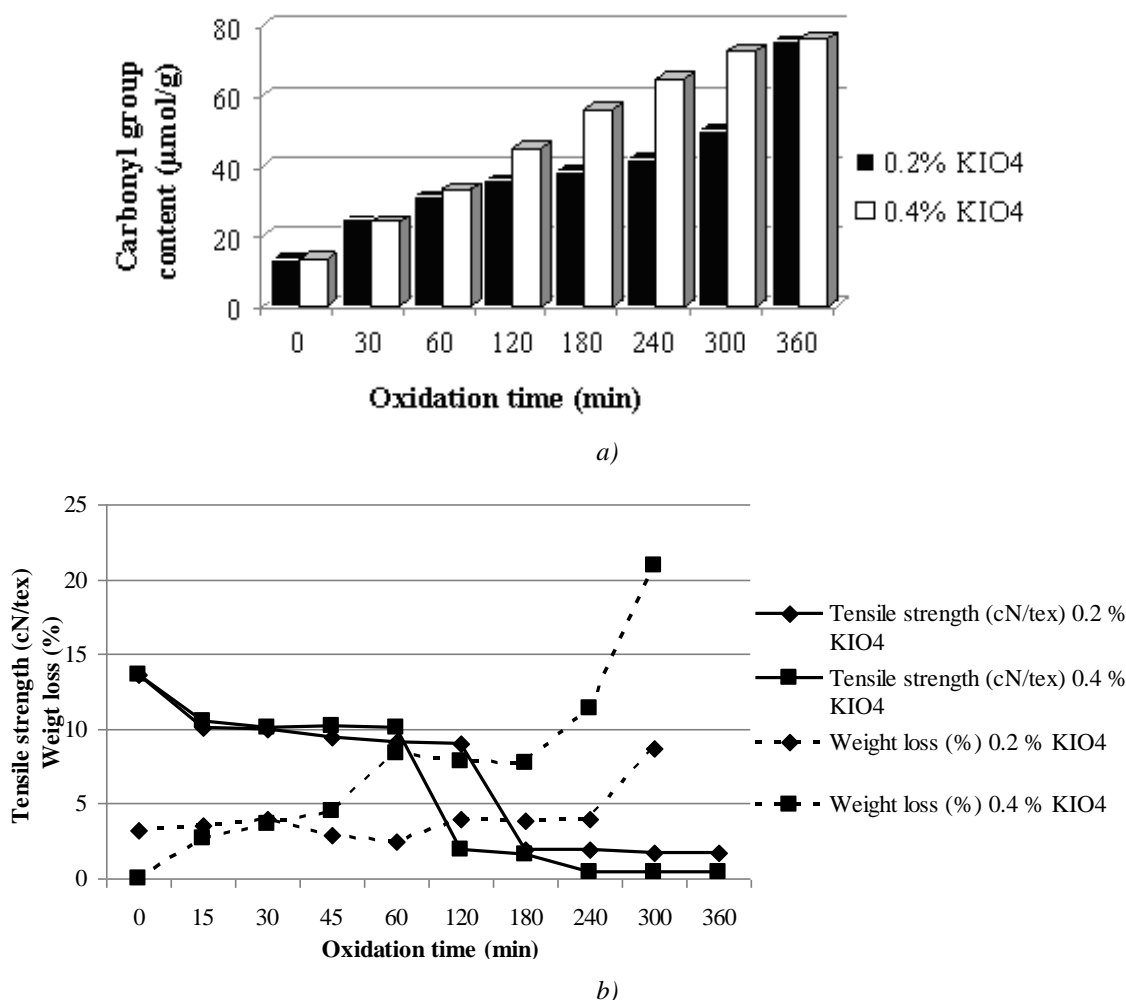 80
60
40
20
0
Carbonyl group
content (µmol/g)
0 30 60 120 180 240 300 360
Oxidation time (min)
0.2% KIO4
0.4% KIO4
a)
25
20
15
10
5
0
Tensile strength (cN/tex)
Weigt loss (%)
0 15 30 45 60 120 180 240 300 360
Oxidation time (min)
Tensile strength (cN/tex) 0.2 %
KIO4
Tensile strength (cN/tex) 0.4 %
KIO4
Weight loss (%) 0.2 % KIO4
Weight loss (%) 0.4 % KIO4
b)